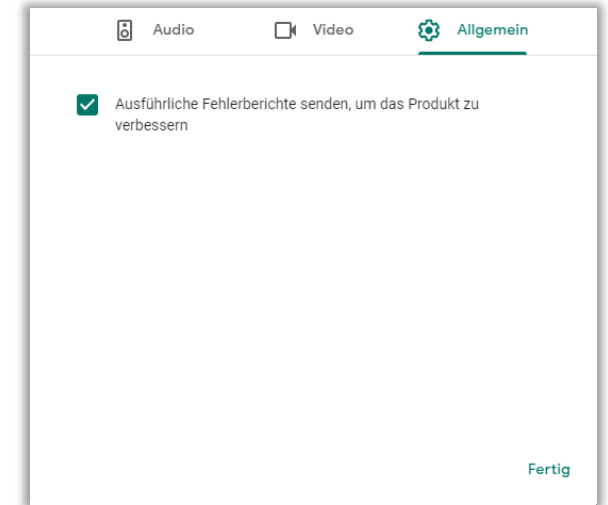 Audio
Video
Allgemein
Ausführliche Fehlerberichte senden, um das Produkt zu
verbessern
Fertig